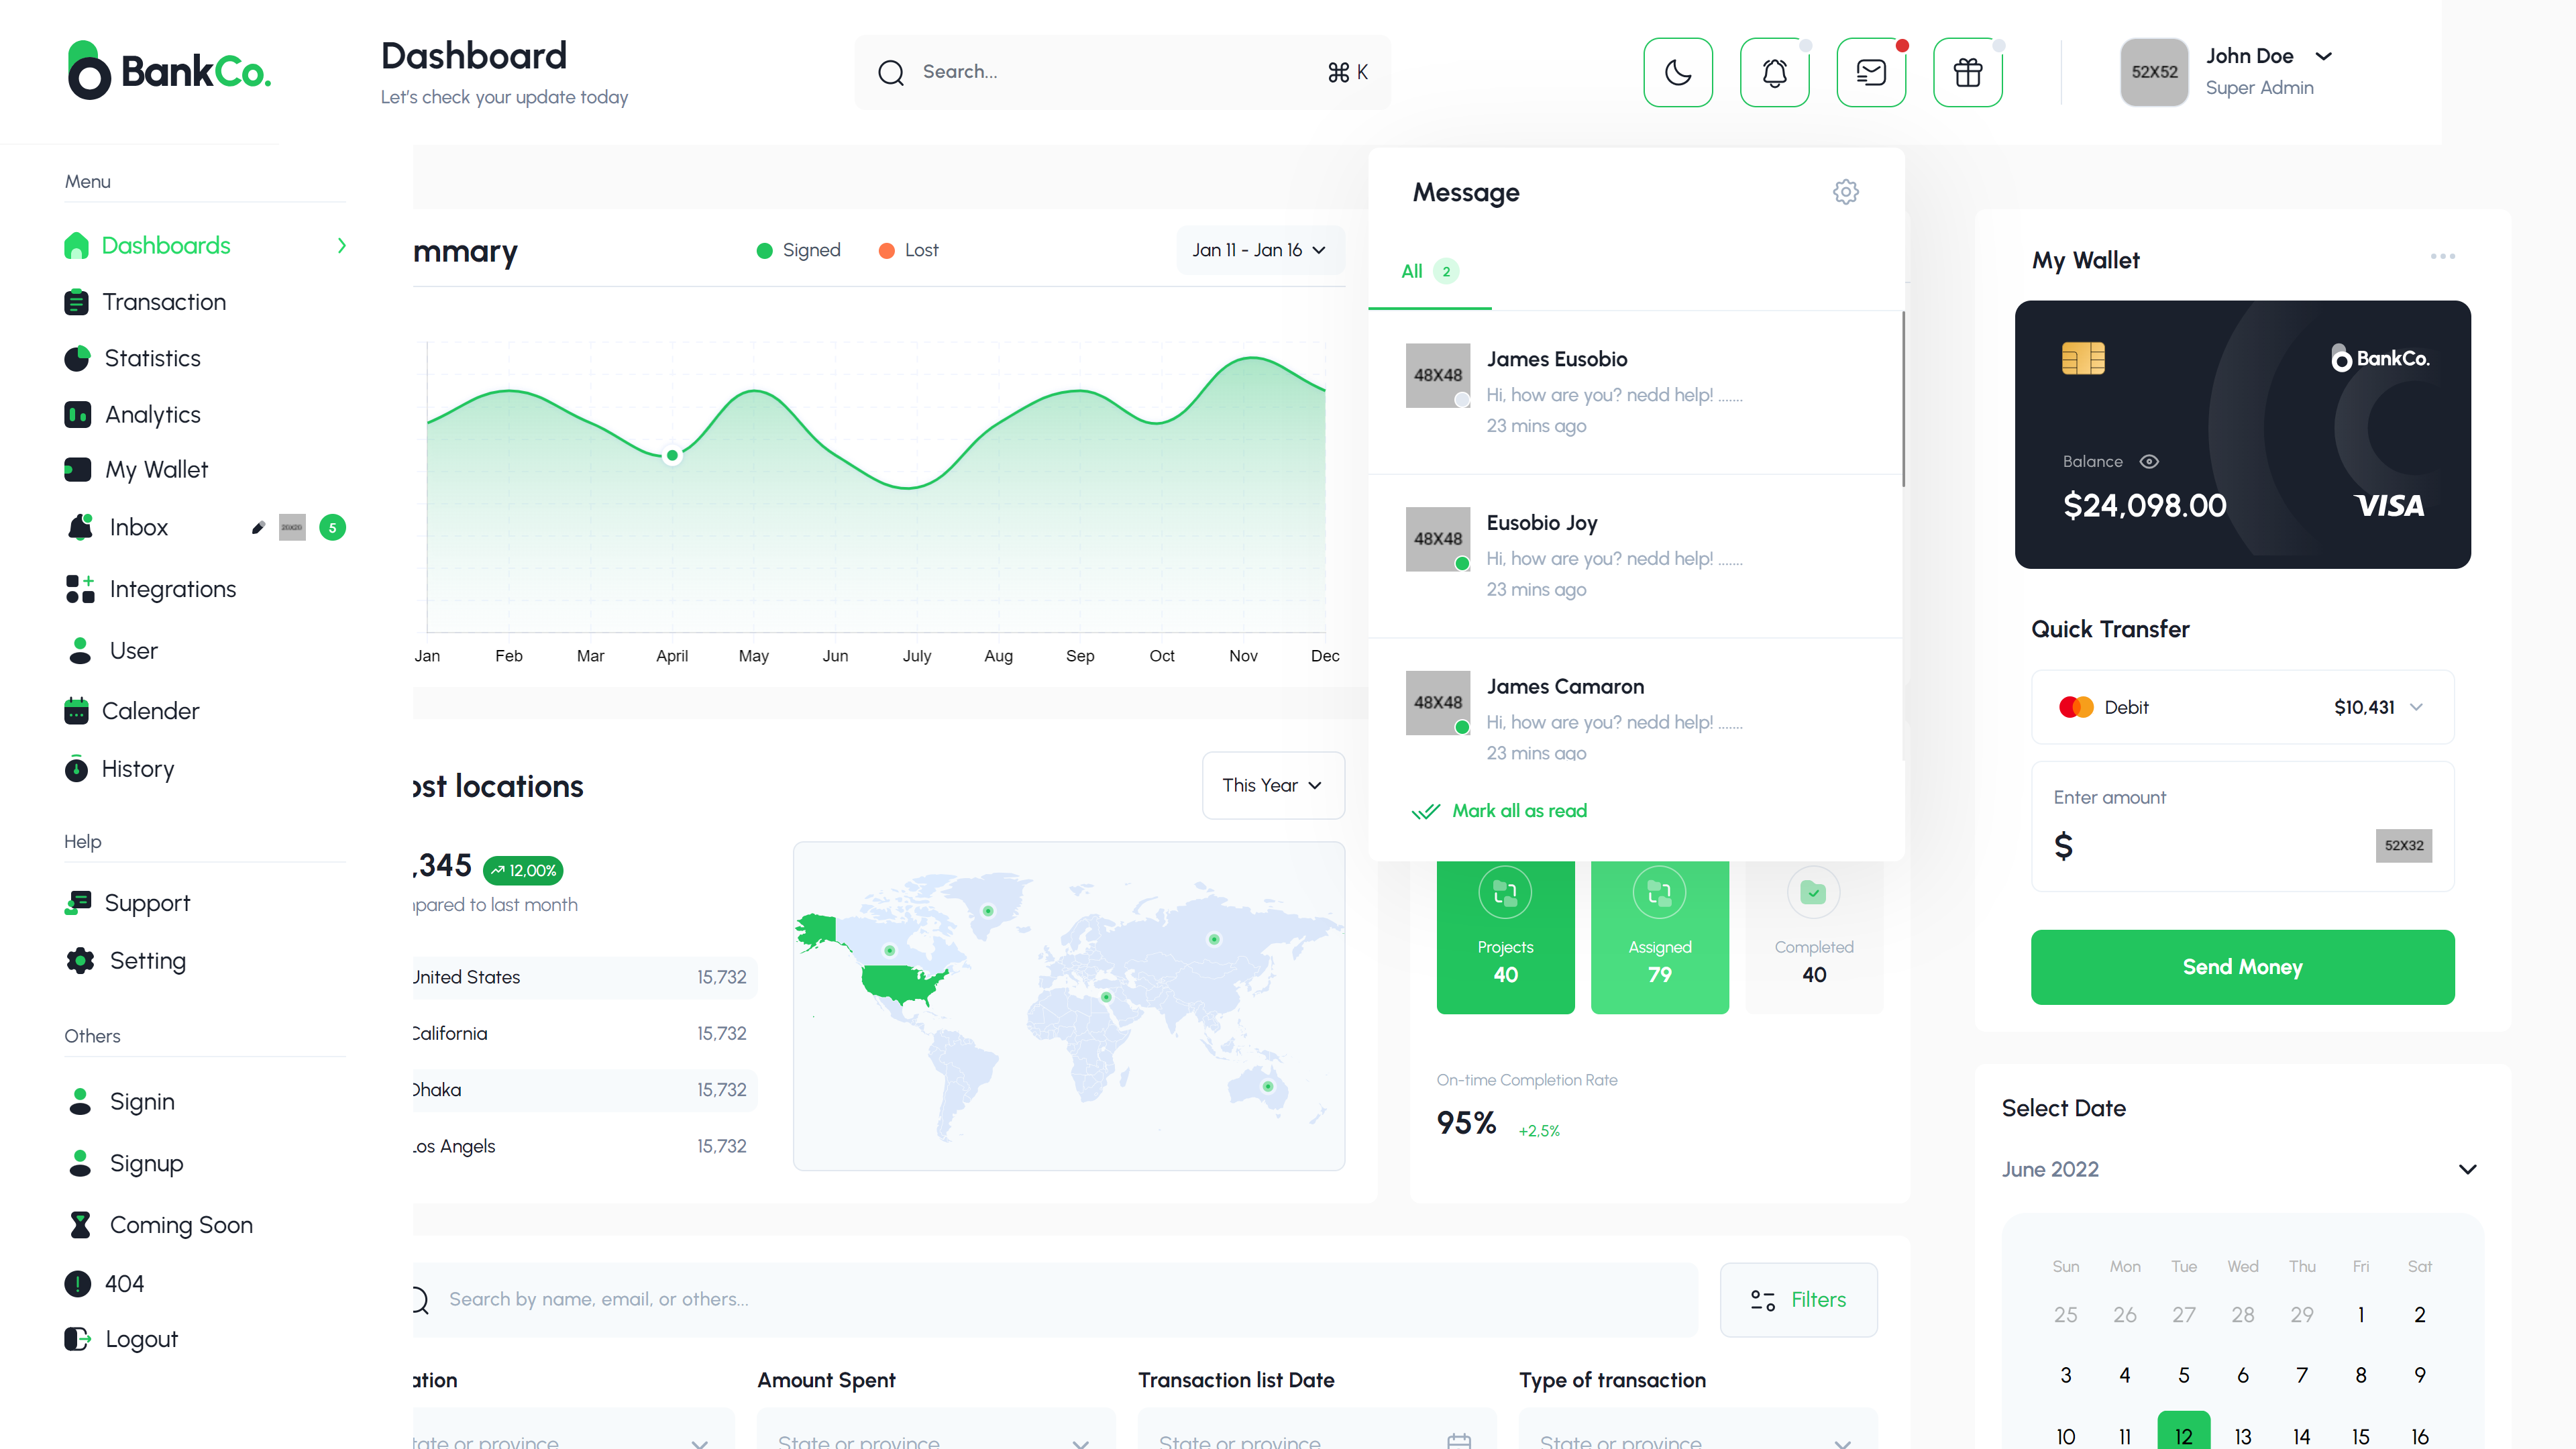 BankCo.
Dashboard
Let's check your update today
Search...
⌘ K
52X52
John Doe
Super Admin
Menu
Dashboards
Transaction
Statistics
Analytics
My Wallet
Inbox
20X20
5
Integrations
User
Calender
History
Help
Support
Setting
Others
Signin
Signup
Coming Soon
404
Logout
mmary
Signed
Lost
Jan 11 - Jan 16
Jan
Feb
Mar
April
May
Jun
July
Aug
Sep
Oct
Nov
Dec
Message
All 2
48X48
James Eusobio
Hi, how are you? nedd help! .......
23 mins ago
48X48
Eusobio Joy
Hi, how are you? nedd help! .......
23 mins ago
48X48
James Camaron
Hi, how are you? nedd help! .......
23 mins ago
Mark all as read
ost locations
This Year
,345
12,00%
pared to last month
United States 15,732
California 15,732
Dhaka 15,732
Los Angels 15,732
Projects
40
Assigned
79
Completed
40
On-time Completion Rate
95%
+2,5%
Search by name, email, or others...
Filters
ation
Amount Spent
Transaction list Date
Type of transaction
tate or province
State or province
State or province
State or province
My Wallet
BankCo.
Balance
$24,098.00
VISA
Quick Transfer
Debit
$10,431
Enter amount
$
52X32
Send Money
Select Date
June 2022
Sun Mon Tue Wed Thu Fri Sat
25 26 27 28 29 1 2
3 4 5 6 7 8 9
10 11 12 13 14 15 16